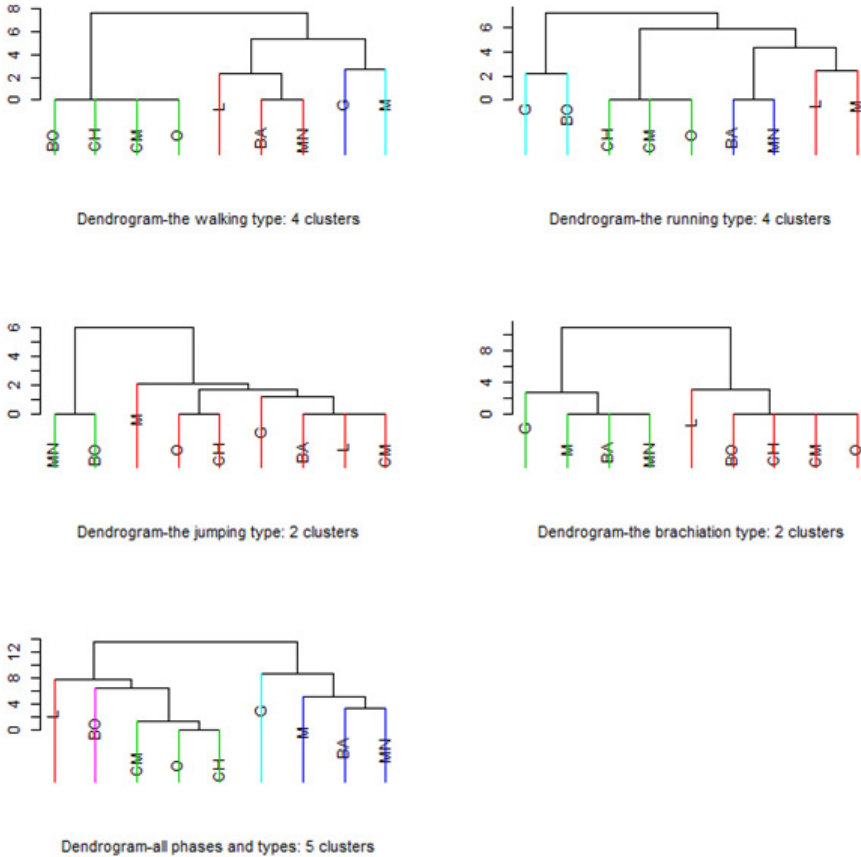 8
6
4
2
0
BO
CH
CM
O
L
BA
MN
G
M
Dendrogram-the walking type: 4 clusters
6
4
2
0
G
BO
CH
CM
O
BA
MN
L
M
Dendrogram-the running type: 4 clusters
6
4
2
0
MN
BO
M
O
CH
G
BA
L
CM
Dendrogram-the jumping type: 2 clusters
8
4
0
G
M
BA
MN
L
BO
CH
CM
O
Dendrogram-the brachiation type: 2 clusters
12
8
4
0
L
BO
CM
O
CH
G
M
BA
MN
Dendrogram-all phases and types: 5 clusters